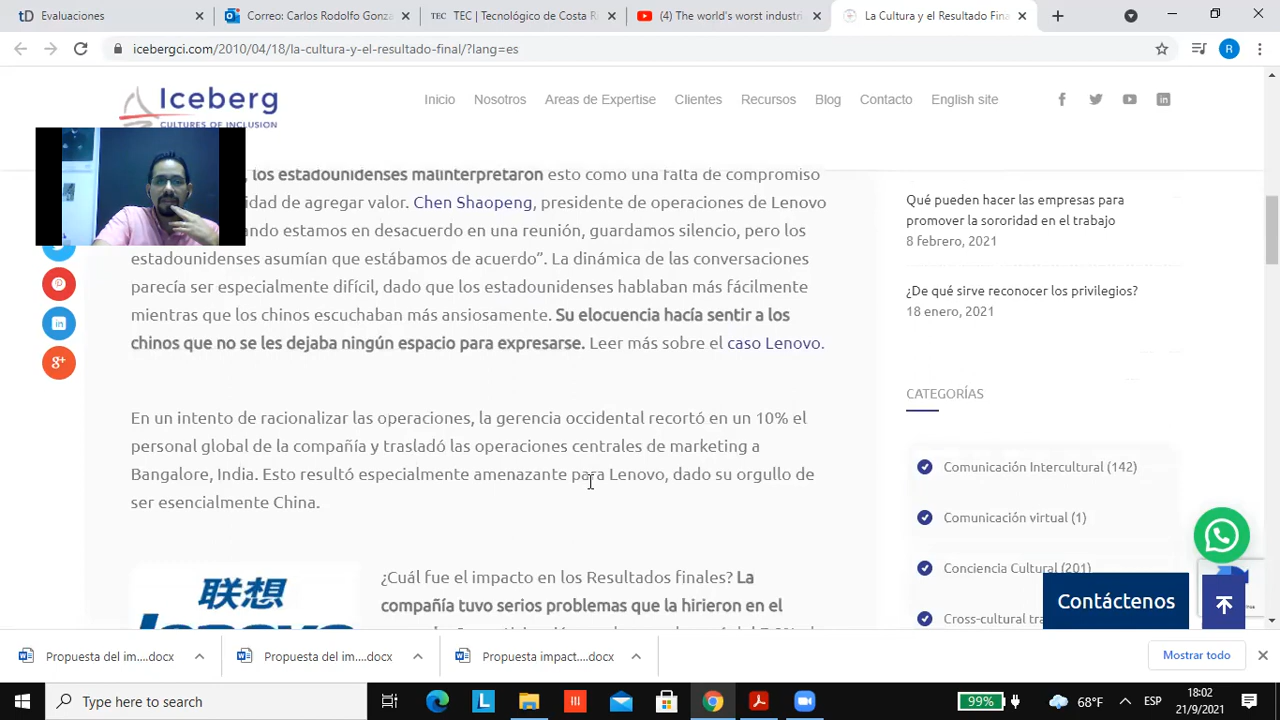 Evaluaciones
Correo: Carlos Rodolfo Gonza
TEC | Tecnológico de Costa R
(4) The world's worst industri
La Cultura y el Resultado Fina
icebergci.com/2010/04/18/la-cultura-y-el-resultado-final/?lang=es
R
Iceberg
CULTURES OF INCLUSION
Inicio Nosotros Areas de Expertise Clientes Recursos Blog Contacto English site
, los estadounidenses malinterpretaron esto como una falta de compromiso
idad de agregar valor. Chen Shaopeng, presidente de operaciones de Lenovo
ando estamos en desacuerdo en una reunión, guardamos silencio, pero los
estadounidenses asumían que estábamos de acuerdo”. La dinámica de las conversaciones
parecía ser especialmente difícil, dado que los estadounidenses hablaban más fácilmente
mientras que los chinos escuchaban más ansiosamente. Su elocuencia hacía sentir a los
chinos que no se les dejaba ningún espacio para expresarse. Leer más sobre el caso Lenovo.
En un intento de racionalizar las operaciones, la gerencia occidental recortó en un 10% el
personal global de la compañía y trasladó las operaciones centrales de marketing a
Bangalore, India. Esto resultó especialmente amenazante para Lenovo, dado su orgullo de
ser esencialmente China.
联想
lenovo
¿Cuál fue el impacto en los Resultados finales? La
compañía tuvo serios problemas que la hirieron en el
Qué pueden hacer las empresas para
promover la sororidad en el trabajo
8 febrero, 2021
¿De qué sirve reconocer los privilegios?
18 enero, 2021
CATEGORÍAS
Comunicación Intercultural (142)
Comunicación virtual (1)
Conciencia Cultural (201)
Cross-cultural tra
Contáctenos
Propuesta del im....docx
Propuesta del im....docx
Propuesta impact....docx
Mostrar todo
Type here to search
99%
68°F
ESP
18:02
21/9/2021